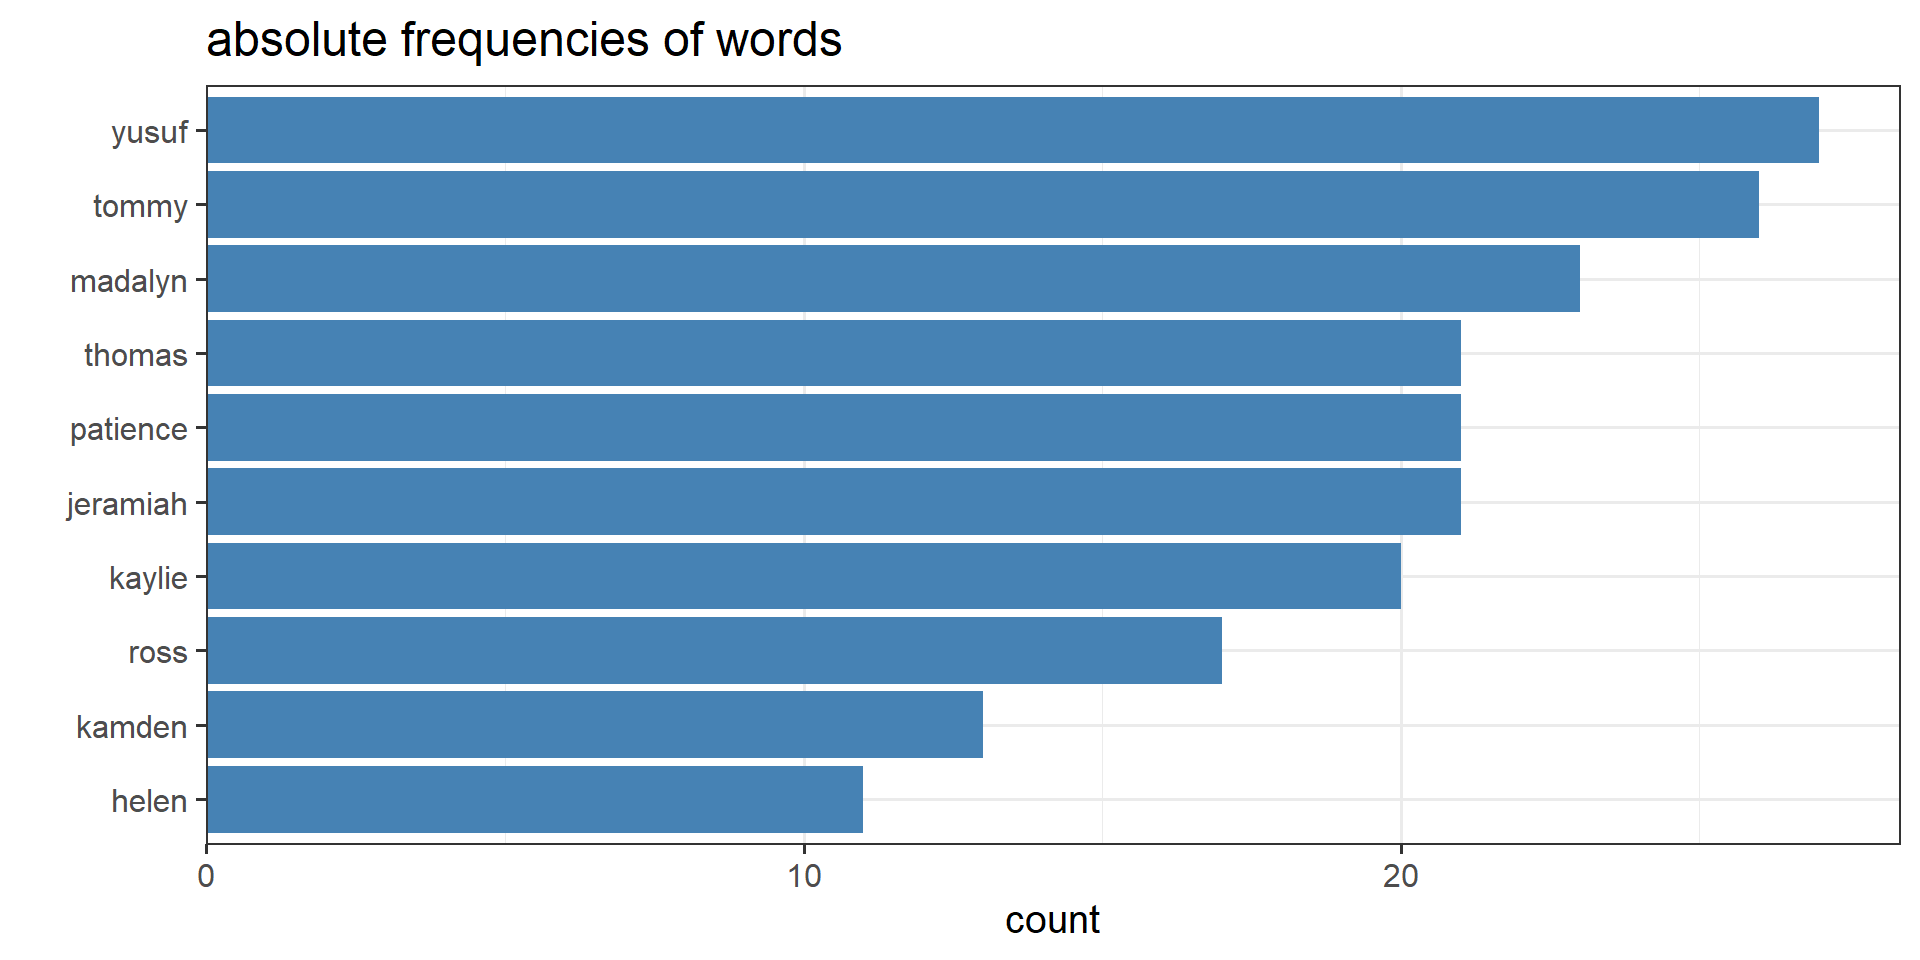 absolute frequencies of words
yusuf
tommy
madalyn
thomas
patience
jeramiah
kaylie
ross
kamden
helen
0 10 20
count